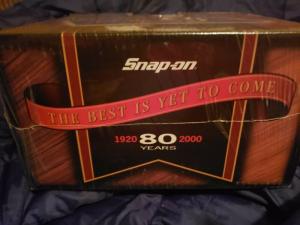 Snap-on
THE BEST IS YET TO COME
1920 80 2000
YEARS